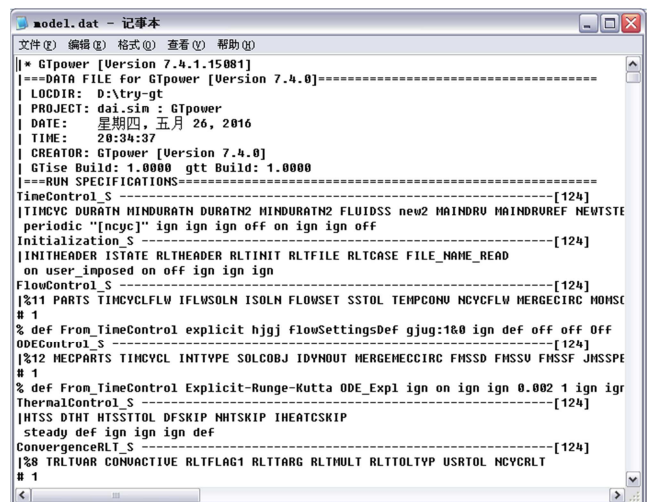 model.dat - 记事本
文件(F) 编辑(E) 格式(O) 查看(V) 帮助(H)
|* GTpower [Version 7.4.1.15081]
|===DATA FILE for GTpower [Version 7.4.0]======================================
| LOCDIR:  D:\try-gt
| PROJECT: dai.sim : GTpower
| DATE:    星期四, 五月 26, 2016
| TIME:    20:34:37
| CREATOR: GTpower [Version 7.4.0]
| GTise Build: 1.0000  gtt Build: 1.0000
|===RUN SPECIFICATIONS=========================================================
TimeControl_S -----------------------------------------------------------[124]
|TIMCYC DURATN MINDURATN DURATN2 MINDURATN2 FLUIDSS new2 MAINDRV MAINDRVREF NEWTSTE
 periodic "[ncyc]" ign ign ign off on ign ign off
Initialization_S --------------------------------------------------------[124]
|INITHEADER ISTATE RLTHEADER RLTINIT RLTFILE RLTCASE FILE_NAME_READ
 on user_imposed on off ign ign ign
FlowControl_S -----------------------------------------------------------[124]
|%11 PARTS TIMCYCLFLW IFLWSOLN ISOLN FLOWSET SSTOL TEMPCONV NCYCFLW MERGECIRC MOMSO
# 1
% def From_TimeControl explicit hjgj flowSettingsDef gjug:1&0 ign def off off Off
ODEControl_S ------------------------------------------------------------[124]
|%12 MECPARTS TIMCYCL INTTYPE SOLCOBJ IDYNOUT MERGEMECCIRC FMSSD FMSSV FMSSF JMSSPE
# 1
% def From_TimeControl Explicit-Runge-Kutta ODE_Expl ign on ign ign 0.002 1 ign ign
ThermalControl_S --------------------------------------------------------[124]
|HTSS DTHT HTSSTTOL DFSKIP NHTSKIP IHEATCSKIP
 steady def ign ign ign def
ConvergenceRLT_S --------------------------------------------------------[124]
|%8 TRLTVAR CONVACTIVE RLTFLAG1 RLTTARG RLTMULT RLTTOLTYP USRTOL NCYCRLT
# 1